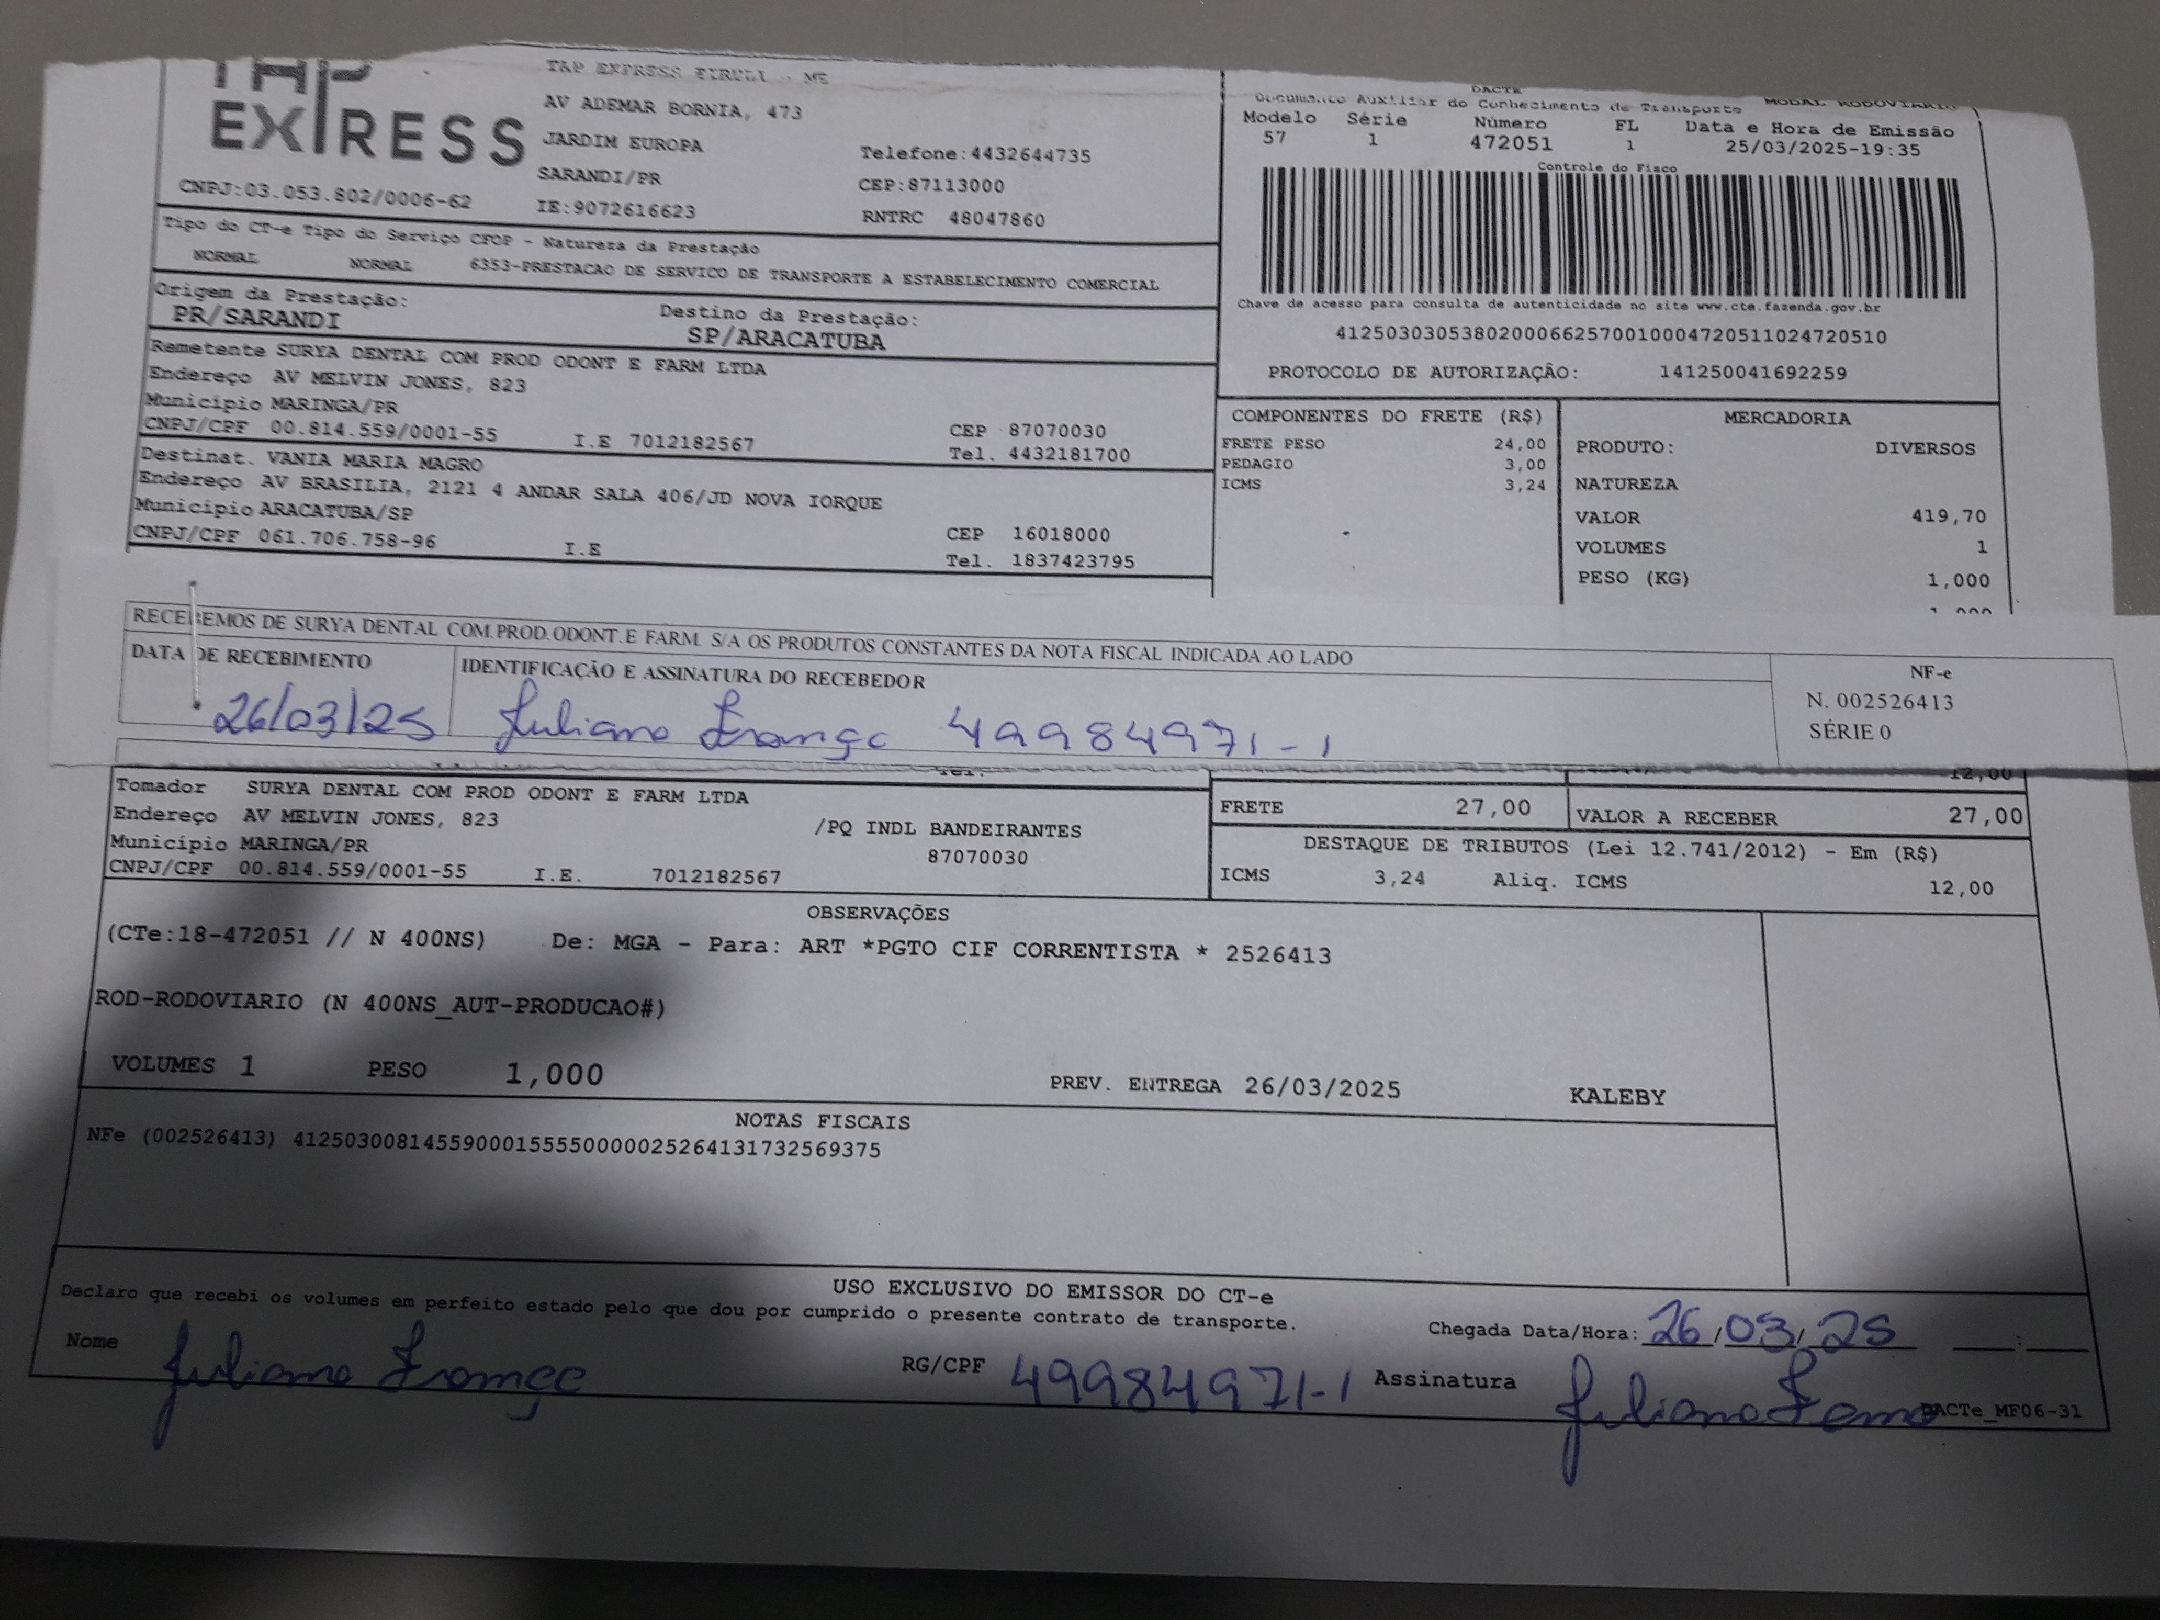 TAP
EXPRESS
CNPJ:03.053.802/0006-62
TAP EXPRESS EIRELI - ME
AV ADEMAR BORNIA, 473
JARDIM EUROPA
SARANDI/PR
IE:9072616623
Telefone:4432644735
CEP:87113000
RNTRC 48047860
DACTE
Documento Auxiliar do Conhecimento de Transporte MODAL RODOVIARIO
Modelo Série Número FL Data e Hora de Emissão
57 1 472051 1 25/03/2025-19:35
Controle do Fisco
Chave de acesso para consulta de autenticidade no site www.cte.fazenda.gov.br
41250303053802000662570010004720511024720510
PROTOCOLO DE AUTORIZAÇÃO: 141250041692259
Tipo do CT-e Tipo do Serviço CFOP - Natureza da Prestação
NORMAL NORMAL 6353-PRESTACAO DE SERVICO DE TRANSPORTE A ESTABELECIMENTO COMERCIAL
Origem da Prestação: Destino da Prestação:
PR/SARANDI SP/ARACATUBA
Remetente SURYA DENTAL COM PROD ODONT E FARM LTDA
Endereço AV MELVIN JONES, 823
Município MARINGA/PR
CNPJ/CPF 00.814.559/0001-55 I.E 7012182567
CEP 87070030
Tel. 4432181700
Destinat. VANIA MARIA MAGRO
Endereço AV BRASILIA, 2121 4 ANDAR SALA 406/JD NOVA IORQUE
Município ARACATUBA/SP
CNPJ/CPF 061.706.758-96 I.E
CEP 16018000
Tel. 1837423795
COMPONENTES DO FRETE (R$)
FRETE PESO 24,00
PEDAGIO 3,00
ICMS 3,24
MERCADORIA
PRODUTO: DIVERSOS
NATUREZA
VALOR 419,70
VOLUMES 1
PESO (KG) 1,000
1,000
RECEBEMOS DE SURYA DENTAL COM.PROD.ODONT.E FARM. S/A OS PRODUTOS CONSTANTES DA NOTA FISCAL INDICADA AO LADO
DATA DE RECEBIMENTO IDENTIFICAÇÃO E ASSINATURA DO RECEBEDOR
26/03/25 Juliano França 49984971-1
NF-e
N. 002526413
SÉRIE 0
Tel.
12,00
Tomador SURYA DENTAL COM PROD ODONT E FARM LTDA
Endereço AV MELVIN JONES, 823 /PQ INDL BANDEIRANTES
Município MARINGA/PR 87070030
CNPJ/CPF 00.814.559/0001-55 I.E. 7012182567
FRETE 27,00 VALOR A RECEBER 27,00
DESTAQUE DE TRIBUTOS (Lei 12.741/2012) - Em (R$)
ICMS 3,24 Aliq. ICMS 12,00
OBSERVAÇÕES
(CTe:18-472051 // N 400NS) De: MGA - Para: ART *PGTO CIF CORRENTISTA * 2526413
ROD-RODOVIARIO (N 400NS_AUT-PRODUCAO#)
VOLUMES 1 PESO 1,000 PREV. ENTREGA 26/03/2025 KALEBY
NOTAS FISCAIS
NFe (002526413) 41250300814559000155550000025264131732569375
USO EXCLUSIVO DO EMISSOR DO CT-e
Declaro que recebi os volumes em perfeito estado pelo que dou por cumprido o presente contrato de transporte.
Chegada Data/Hora: 26/03/25 :
Nome Juliano França RG/CPF 49984971-1 Assinatura Juliano
DACTe_MF06-31